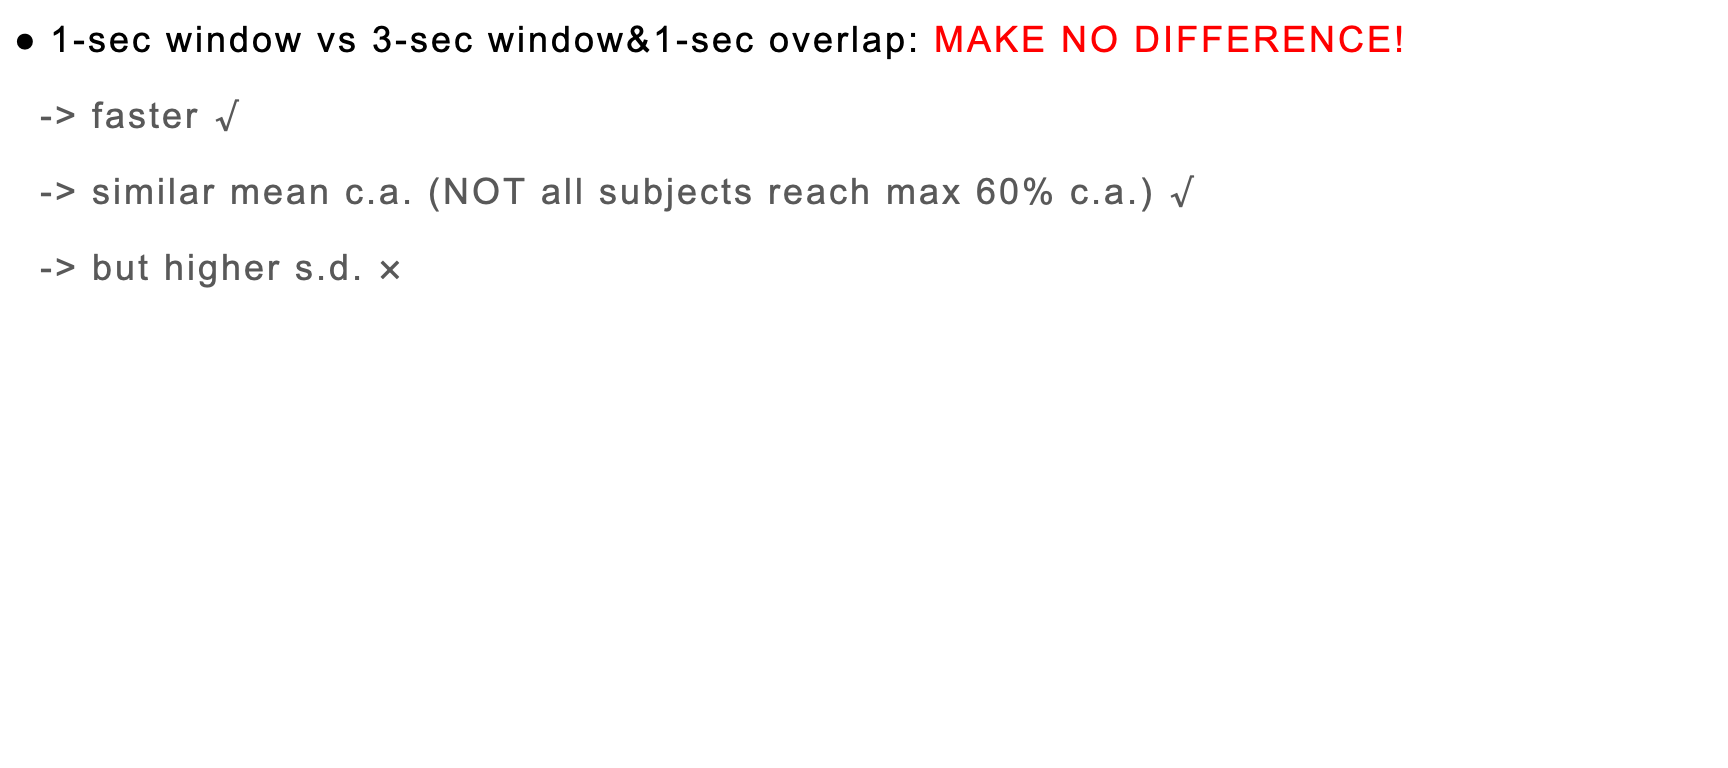 ● 1-sec window vs 3-sec window&1-sec overlap: MAKE NO DIFFERENCE!
-> faster √
-> similar mean c.a. (NOT all subjects reach max 60% c.a.) √
-> but higher s.d. ×